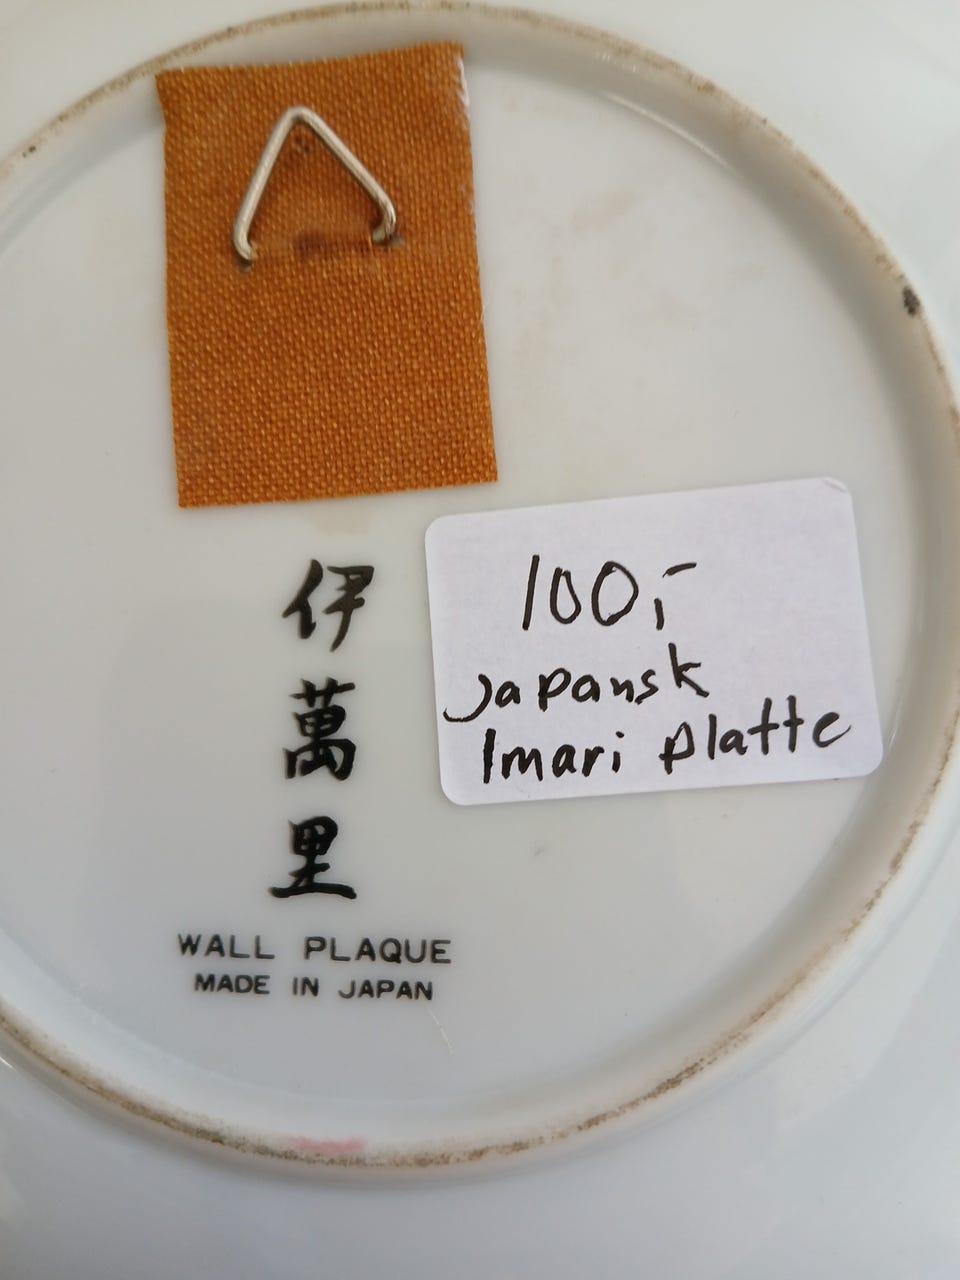 伊
萬
里
WALL PLAQUE
MADE IN JAPAN
100,-
Japansk
Imari platte